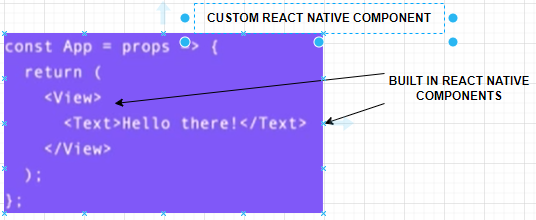 CUSTOM REACT NATIVE COMPONENT
const App = props => {
return (
<View>
<Text>Hello there!</Text>
</View>
);
};
BUILT IN REACT NATIVE
COMPONENTS